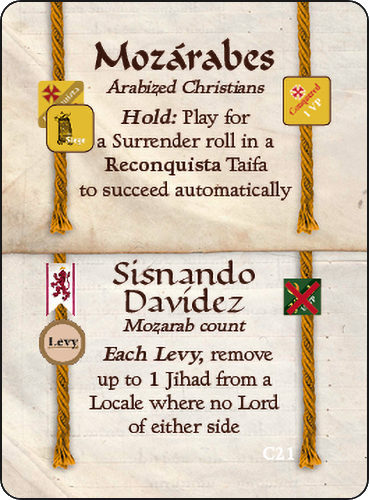 Mozárabes
Arabized Christians
Hold: Play for
a Surrender roll in a
Reconquista Taifa
to succeed automatically
Siege
Conquered
1 VP
Sisnando
Davídez
Mozarab count
Levy
Each Levy, remove
up to 1 Jihad from a
Locale where no Lord
of either side
C21